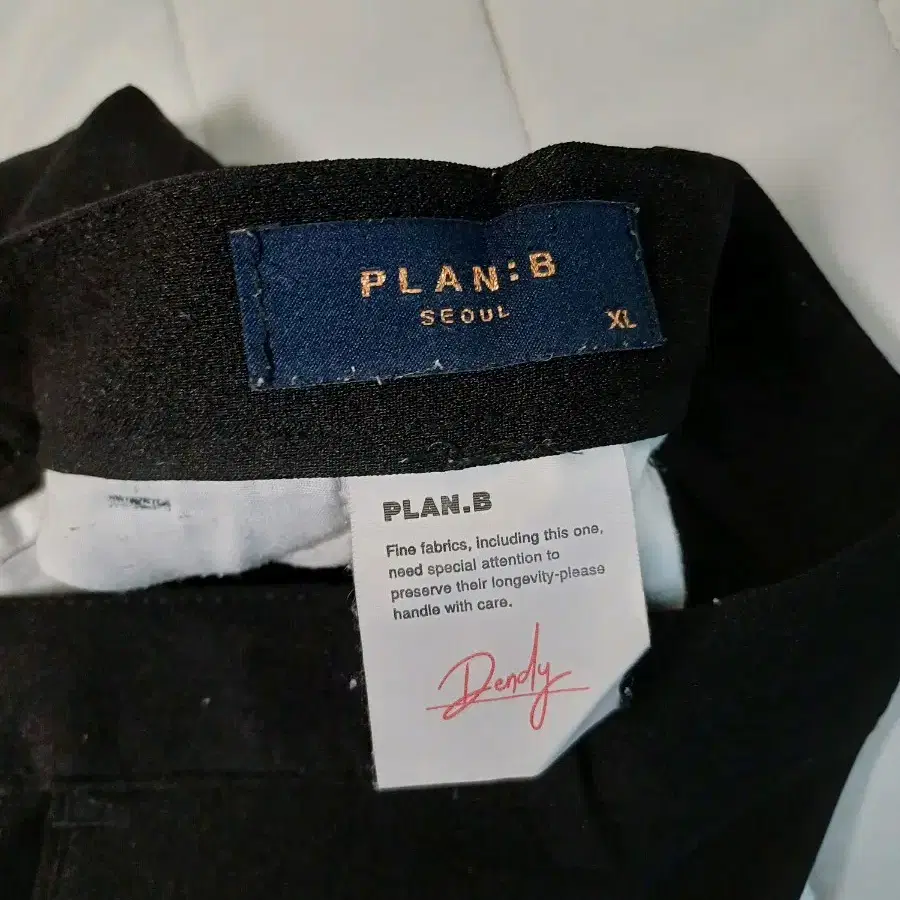 PLAN:B
SEOUL
XL
PLAN.B
Fine fabrics, including this one,
need special attention to
preserve their longevity-please
handle with care.
Dendy